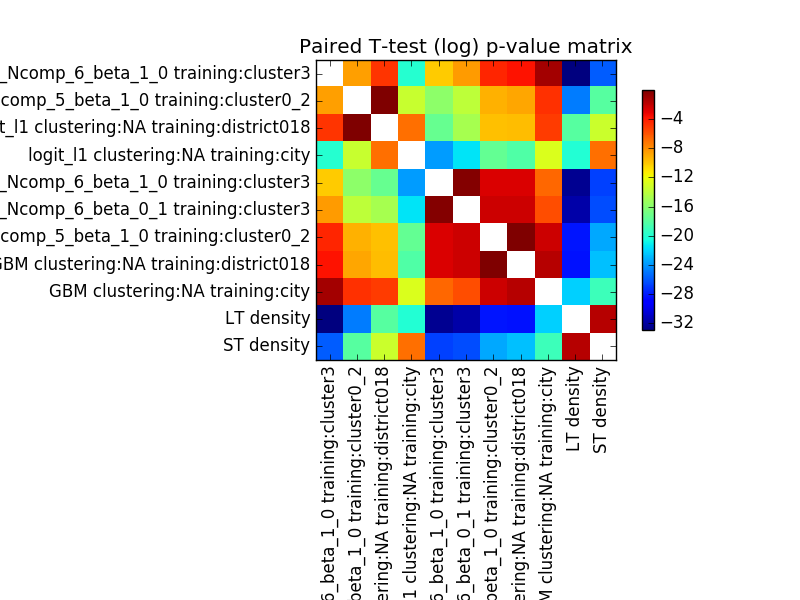 Paired T-test (log) p-value matrix
_Ncomp_6_beta_1_0 training:cluster3
comp_5_beta_1_0 training:cluster0_2
t_l1 clustering:NA training:district018
logit_l1 clustering:NA training:city
_Ncomp_6_beta_1_0 training:cluster3
_Ncomp_6_beta_0_1 training:cluster3
comp_5_beta_1_0 training:cluster0_2
GBM clustering:NA training:district018
GBM clustering:NA training:city
LT density
ST density
6_beta_1_0 training:cluster3
beta_1_0 training:cluster0_2
ering:NA training:district018
1 clustering:NA training:city
6_beta_1_0 training:cluster3
6_beta_0_1 training:cluster3
beta_1_0 training:cluster0_2
ering:NA training:district018
M clustering:NA training:city
LT density
ST density
−4
−8
−12
−16
−20
−24
−28
−32